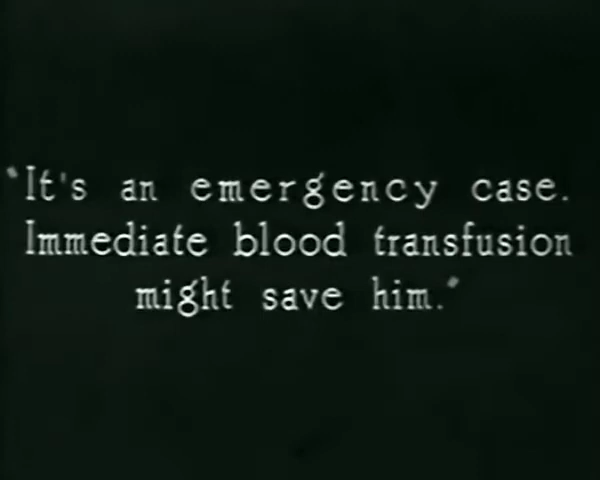 "It's an emergency case.
Immediate blood transfusion
might save him."